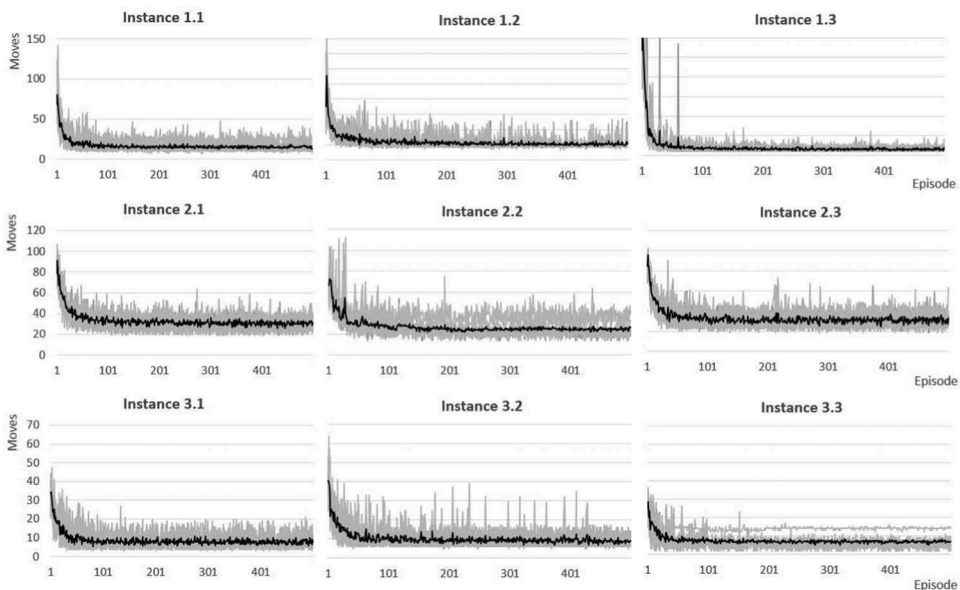 Instance 1.1
Instance 1.2
Instance 1.3
Moves
150
100
50
0
1 101 201 301 401
1 101 201 301 401
1 101 201 301 401
Episode
Instance 2.1
Instance 2.2
Instance 2.3
Moves
120
100
80
60
40
20
0
1 101 201 301 401
1 101 201 301 401
1 101 201 301 401
Episode
Instance 3.1
Instance 3.2
Instance 3.3
Moves
70
60
50
40
30
20
10
0
1 101 201 301 401
1 101 201 301 401
1 101 201 301 401
Episode